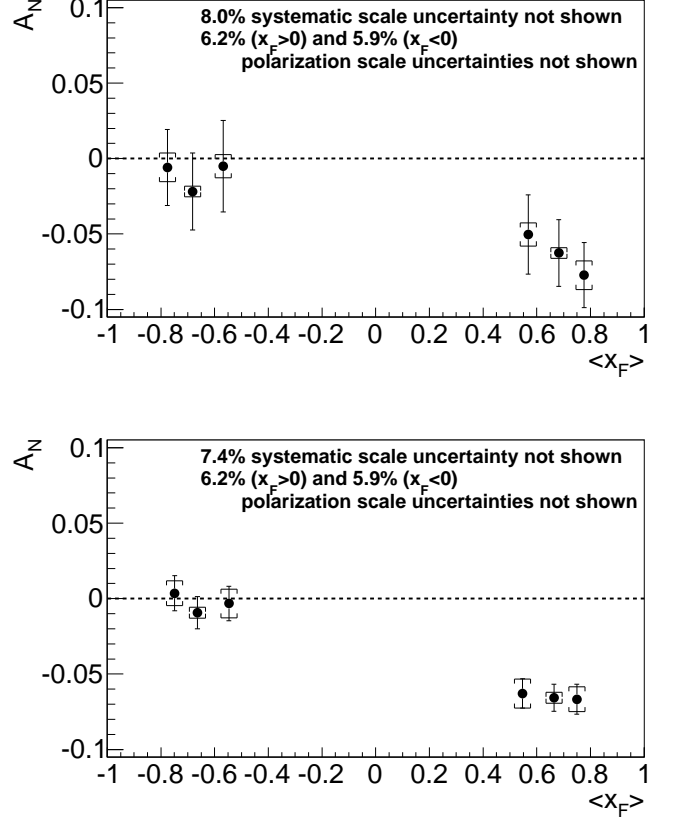 0.1
A_N
8.0% systematic scale uncertainty not shown
6.2% (x_F>0) and 5.9% (x_F<0)
polarization scale uncertainties not shown
0.05
0
-0.05
-0.1
-1 -0.8 -0.6 -0.4 -0.2 0 0.2 0.4 0.6 0.8 1
<x_F>
0.1
A_N
7.4% systematic scale uncertainty not shown
6.2% (x_F>0) and 5.9% (x_F<0)
polarization scale uncertainties not shown
0.05
0
-0.05
-0.1
-1 -0.8 -0.6 -0.4 -0.2 0 0.2 0.4 0.6 0.8 1
<x_F>